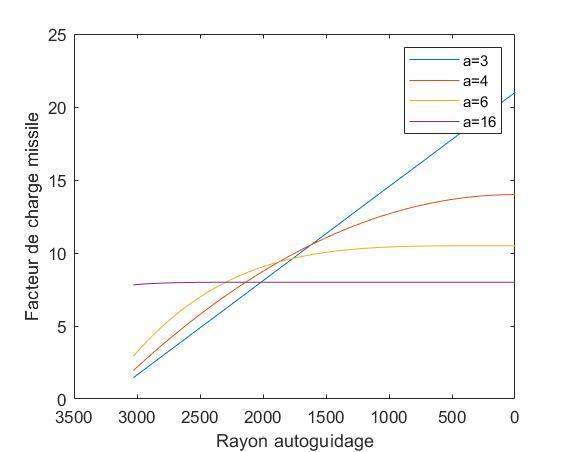 25
20
15
10
5
0
Facteur de charge missile
a=3
a=4
a=6
a=16
3500 3000 2500 2000 1500 1000 500 0
Rayon autoguidage